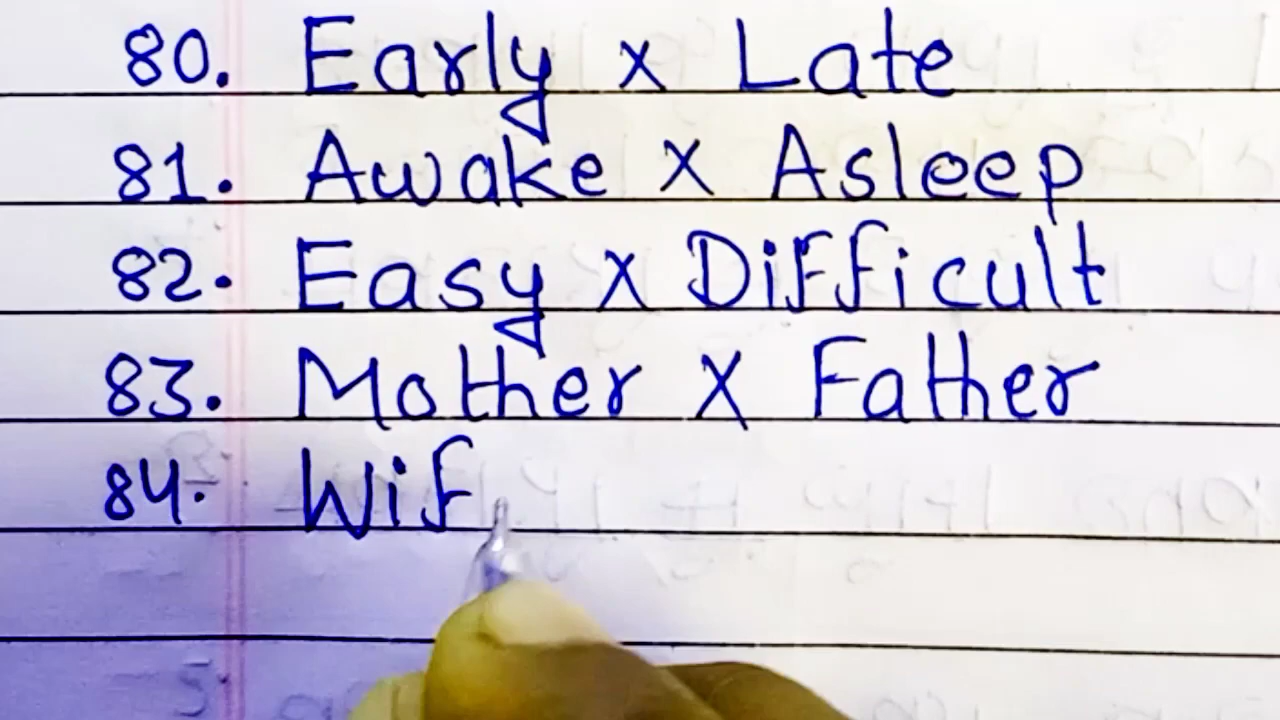 80. Early x Late
81. Awake x Asleep
82. Easy x Difficult
83. Mother x Father
84. Wif